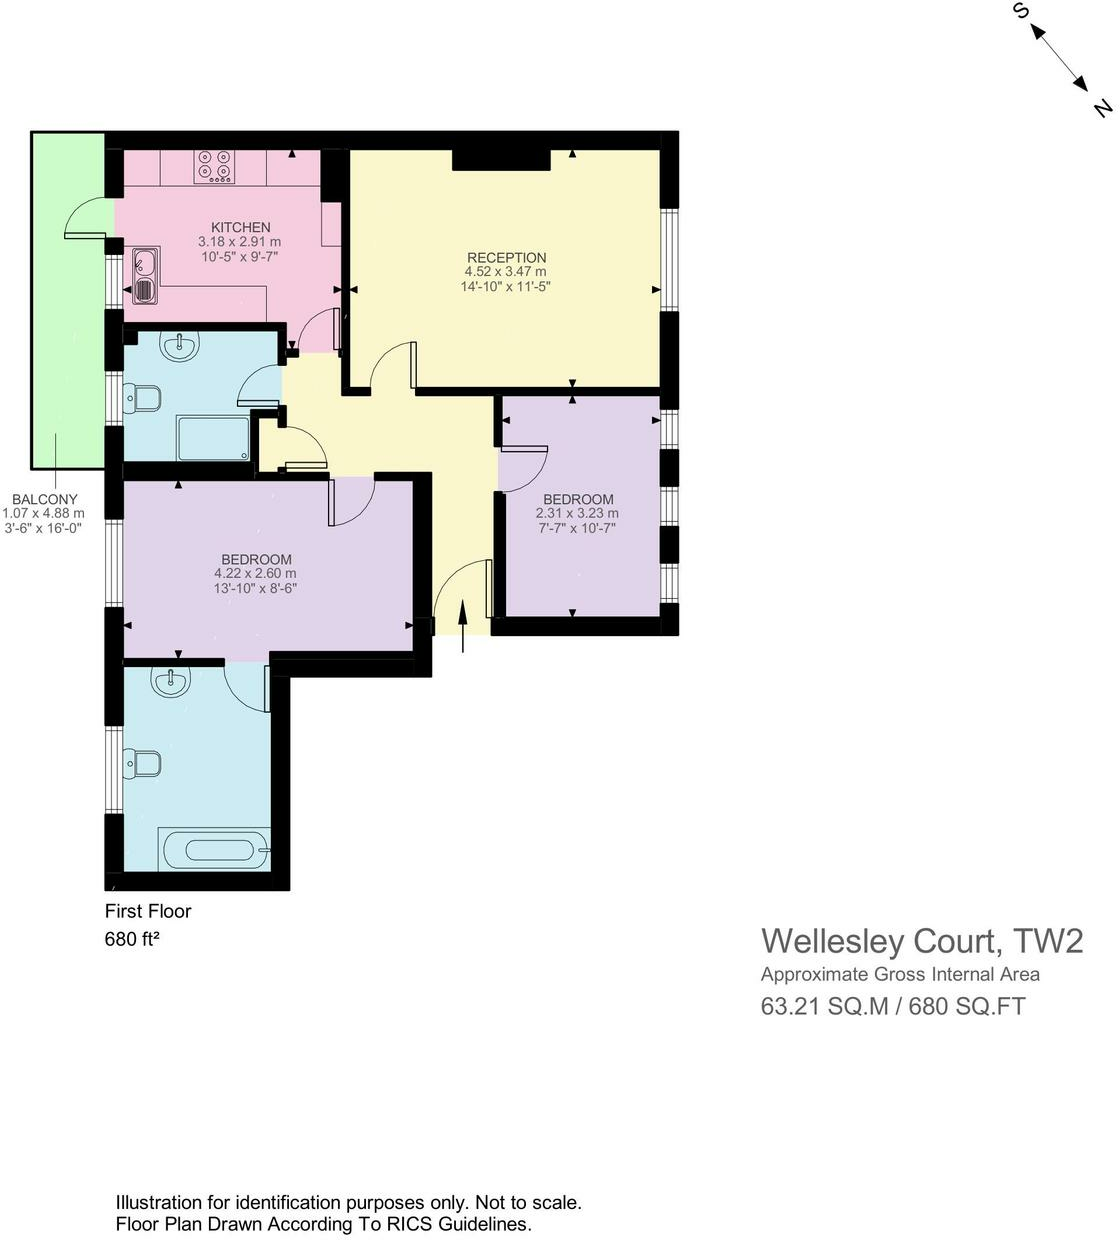 S
N
KITCHEN
3.18 x 2.91 m
10'-5" x 9'-7"
RECEPTION
4.52 x 3.47 m
14'-10" x 11'-5"
BALCONY
1.07 x 4.88 m
3'-6" x 16'-0"
BEDROOM
2.31 x 3.23 m
7'-7" x 10'-7"
BEDROOM
4.22 x 2.60 m
13'-10" x 8'-6"
First Floor
680 ft²
Wellesley Court, TW2
Approximate Gross Internal Area
63.21 SQ.M / 680 SQ.FT
Illustration for identification purposes only. Not to scale.
Floor Plan Drawn According To RICS Guidelines.